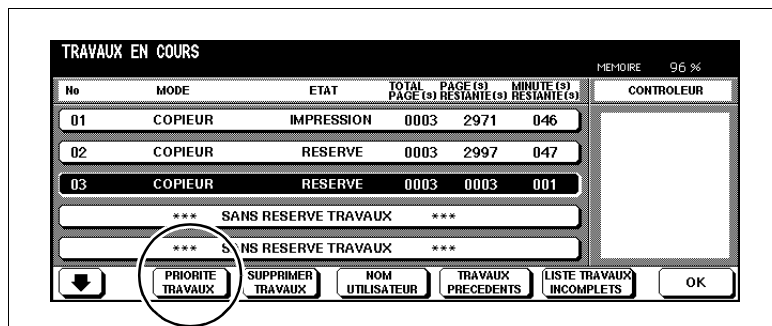 TRAVAUX EN COURS
MEMOIRE 96 %
No MODE ETAT TOTAL PAGE(s) PAGE(s) RESTANTE(s) MINUTE(s) RESTANTE(s) CONTROLEUR
01 COPIEUR IMPRESSION 0003 2971 046
02 COPIEUR RESERVE 0003 2997 047
03 COPIEUR RESERVE 0003 0003 001
*** SANS RESERVE TRAVAUX ***
*** SANS RESERVE TRAVAUX ***
PRIORITE TRAVAUX
SUPPRIMER TRAVAUX
NOM UTILISATEUR
TRAVAUX PRECEDENTS
LISTE TRAVAUX INCOMPLETS
OK